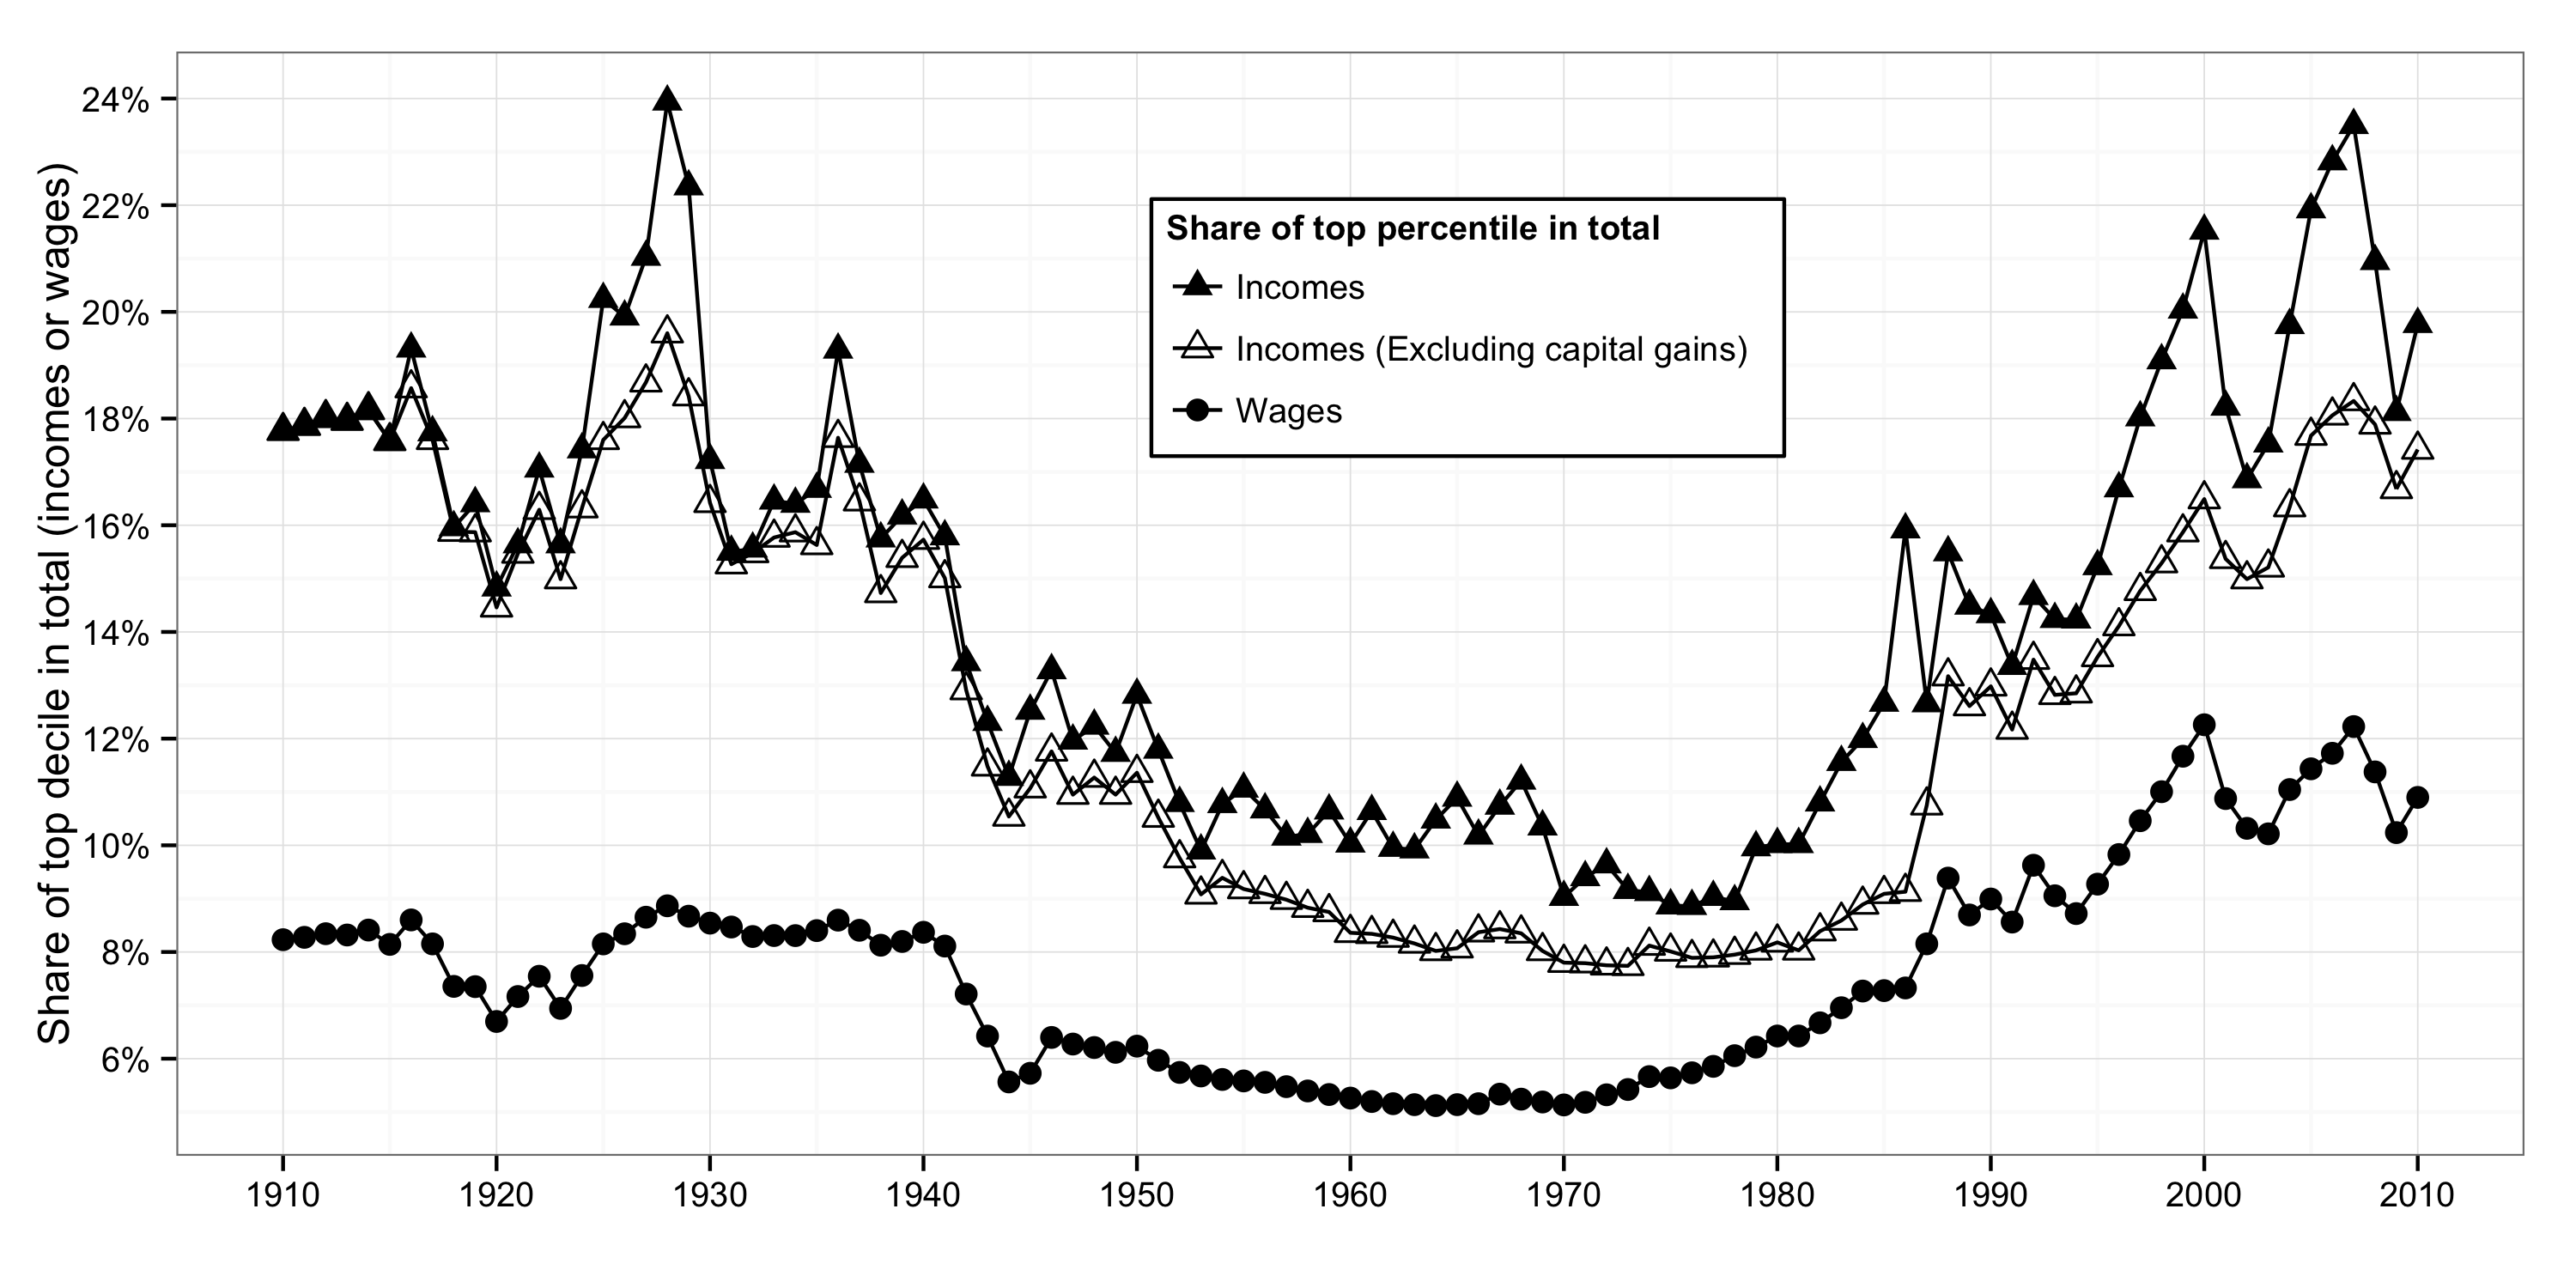 Share of top decile in total (incomes or wages)
24%
22%
20%
18%
16%
14%
12%
10%
8%
6%
Share of top percentile in total
Incomes
Incomes (Excluding capital gains)
Wages
1910 1920 1930 1940 1950 1960 1970 1980 1990 2000 2010